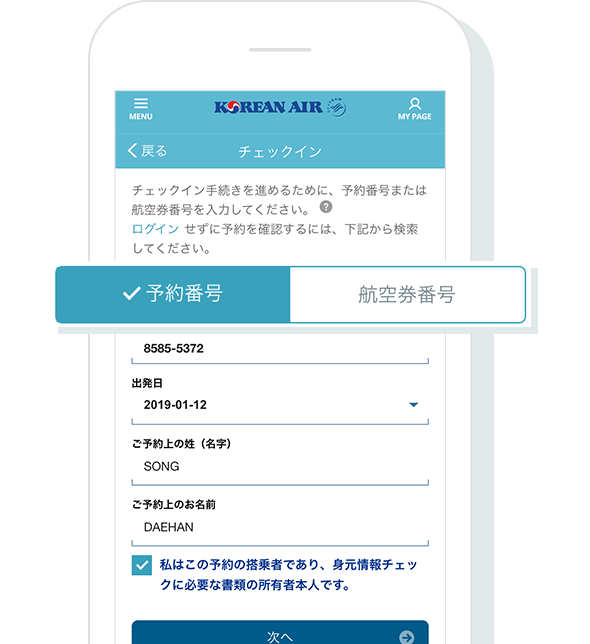 KOREAN AIR
MENU
MY PAGE
戻る
チェックイン
チェックイン手続きを進めるために、予約番号または
航空券番号を入力してください。 ?
ログイン せずに予約を確認するには、下記から検索
してください。
予約番号
航空券番号
8585-5372
出発日
2019-01-12
ご予約上の姓（名字）
SONG
ご予約上のお名前
DAEHAN
私はこの予約の搭乗者であり、身元情報チェッ
クに必要な書類の所有者本人です。
次へ